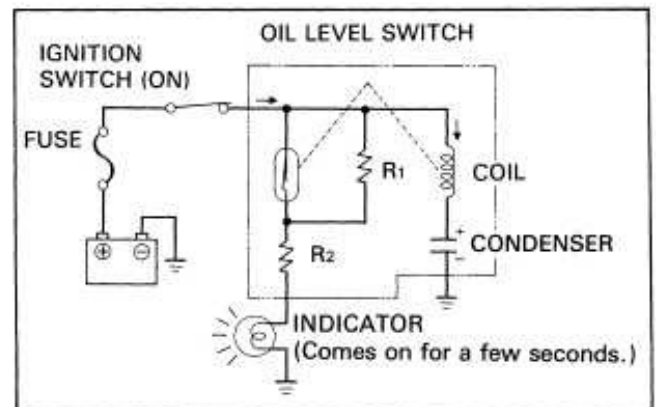 OIL LEVEL SWITCH
IGNITION
SWITCH (ON)
FUSE
R1
COIL
+
CONDENSER
−
⊕ ⊖
R2
INDICATOR
(Comes on for a few seconds.)